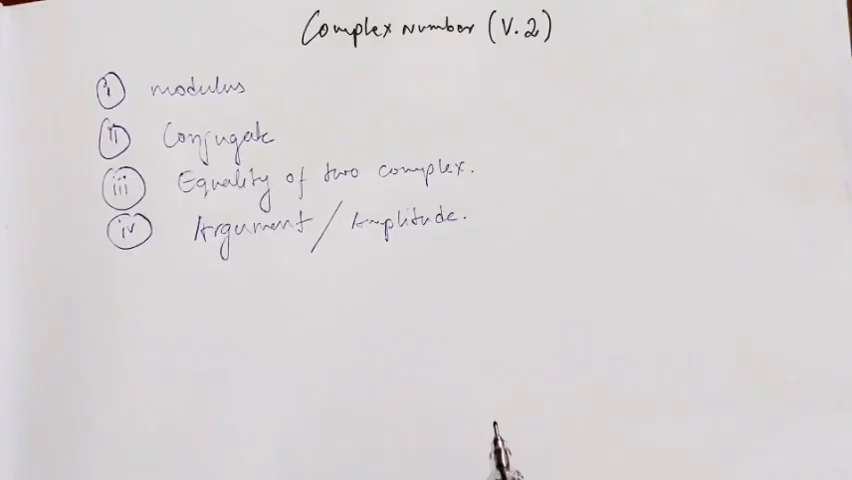 Complex number (V.2)
i modulus
ii Conjugate
iii Equality of two complex.
iv Argument / Amplitude.